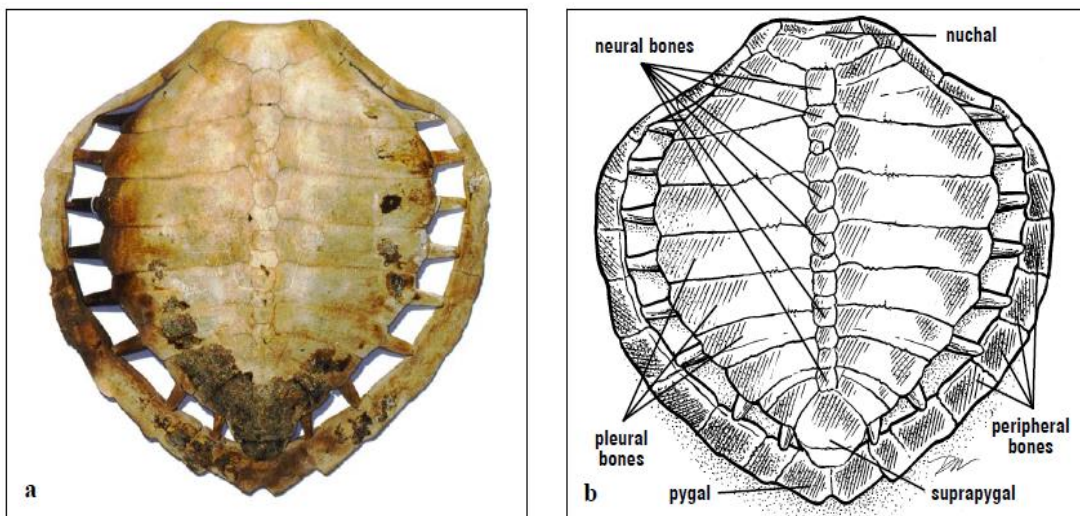 neural bones
nuchal
pleural
bones
peripheral
bones
pygal
suprapygal
a
b